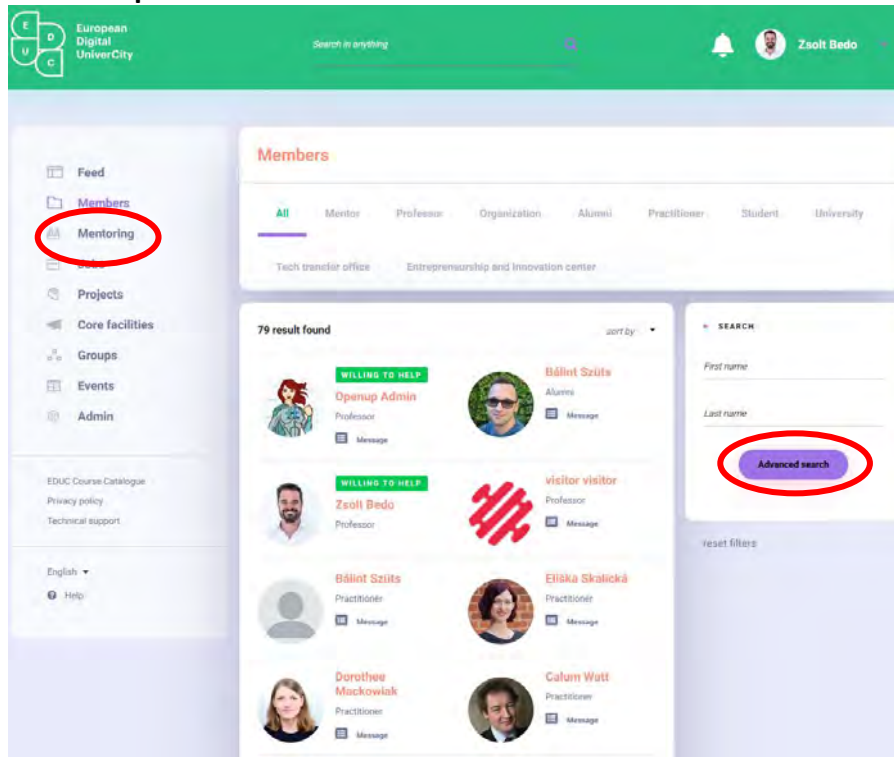 European
Digital
UniverCity
E D U C
Search in anything
Zsolt Bedo
Feed
Members
Mentoring
Jobs
Projects
Core facilities
Groups
Events
Admin
EDUC Course Catalogue
Privacy policy
Technical support
English
Help
Members
All Mentor Professor Organization Alumni Practitioner Student University
Tech transfer office Entrepreneurship and innovation center
79 result found
sort by
WILLING TO HELP
Openup Admin
Professor
Message
Bálint Szüts
Alumni
Message
WILLING TO HELP
Zsolt Bedo
Professor
visitor visitor
Professor
Message
Bálint Szüts
Practitioner
Message
Eliška Skalická
Practitioner
Message
Dorothee
Mackowiak
Practitioner
Message
Calum Watt
Practitioner
Message
SEARCH
First name
Last name
Advanced search
reset filters